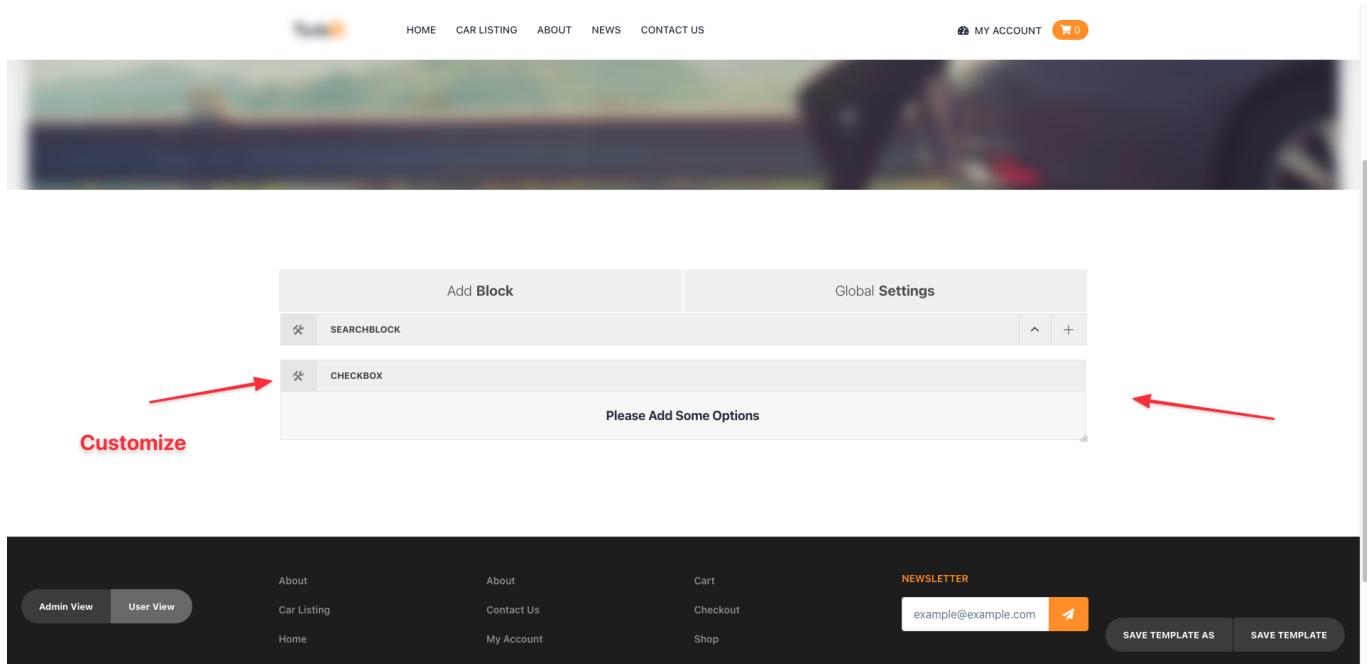 HOME CAR LISTING ABOUT NEWS CONTACT US MY ACCOUNT 0
Add Block Global Settings
SEARCHBLOCK
CHECKBOX
Please Add Some Options
Customize
About About Cart NEWSLETTER
Admin View User View Car Listing Contact Us Checkout example@example.com
Home My Account Shop SAVE TEMPLATE AS SAVE TEMPLATE